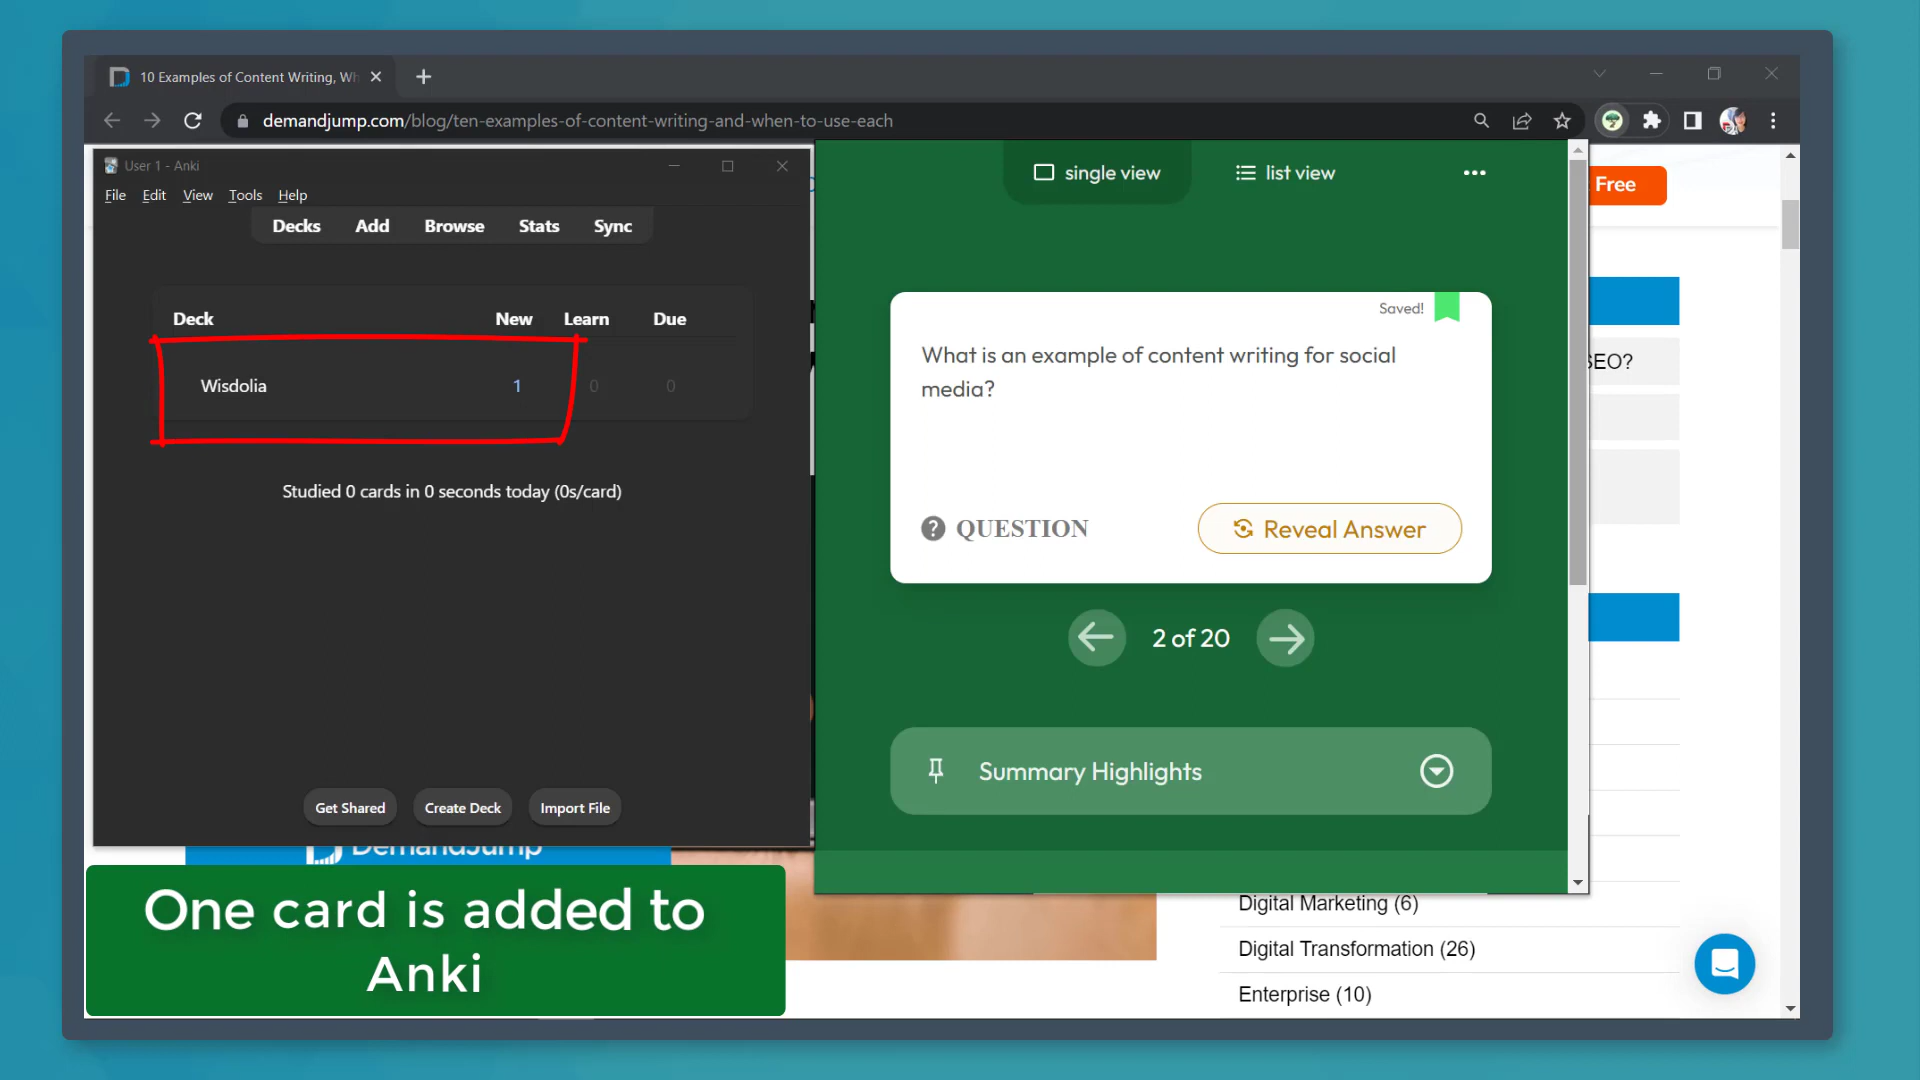 10 Examples of Content Writing, Wh
demandjump.com/blog/ten-examples-of-content-writing-and-when-to-use-each
User 1 - Anki
File Edit View Tools Help
Decks Add Browse Stats Sync
Deck New Learn Due
Wisdolia 1 0 0
Studied 0 cards in 0 seconds today (0s/card)
Get Shared Create Deck Import File
single view
list view
Saved!
What is an example of content writing for social
media?
QUESTION
Reveal Answer
2 of 20
Summary Highlights
Free
SEO?
DemandJump
Digital Marketing (6)
Digital Transformation (26)
Enterprise (10)
One card is added to
Anki